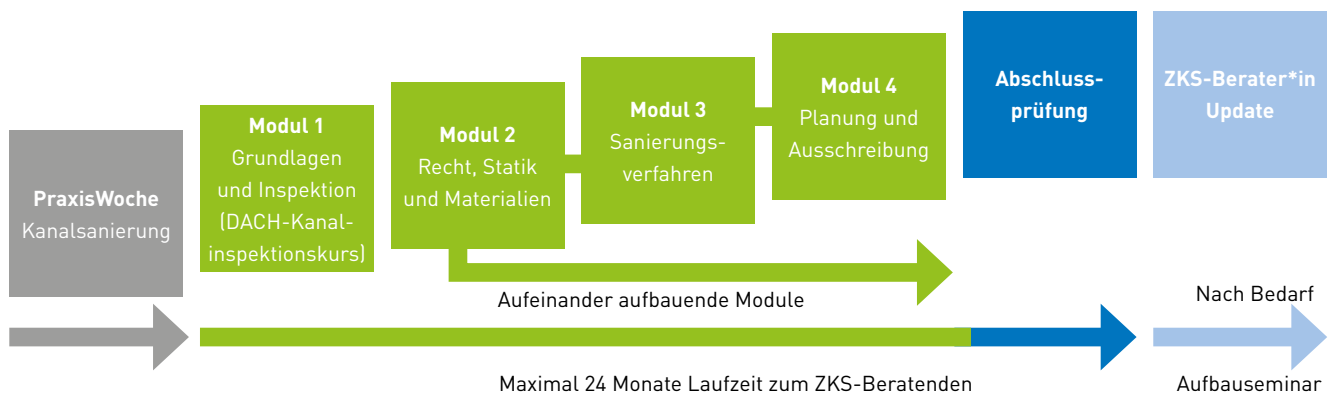 PraxisWoche
Kanalsanierung
Modul 1
Grundlagen
und Inspektion
(DACH-Kanal-
inspektionskurs)
Modul 2
Recht, Statik
und Materialien
Modul 3
Sanierungs-
verfahren
Modul 4
Planung und
Ausschreibung
Abschluss-
prüfung
ZKS-Berater*in
Update
Aufeinander aufbauende Module
Nach Bedarf
Maximal 24 Monate Laufzeit zum ZKS-Beratenden
Aufbauseminar